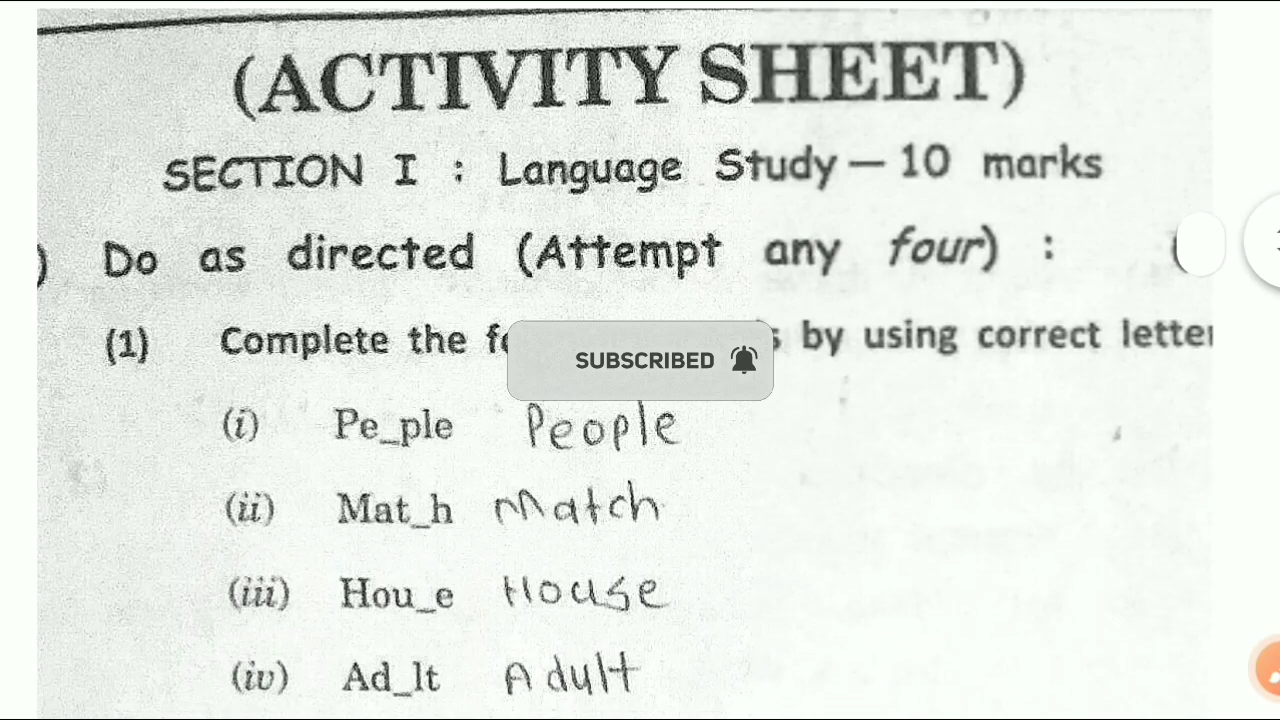 (ACTIVITY SHEET)
SECTION I : Language Study — 10 marks
) Do as directed (Attempt any four) : (
(1) Complete the by using correct letter
SUBSCRIBED
(i) Pe_ple People
(ii) Mat_h Match
(iii) Hou_e House
(iv) Ad_lt Adult